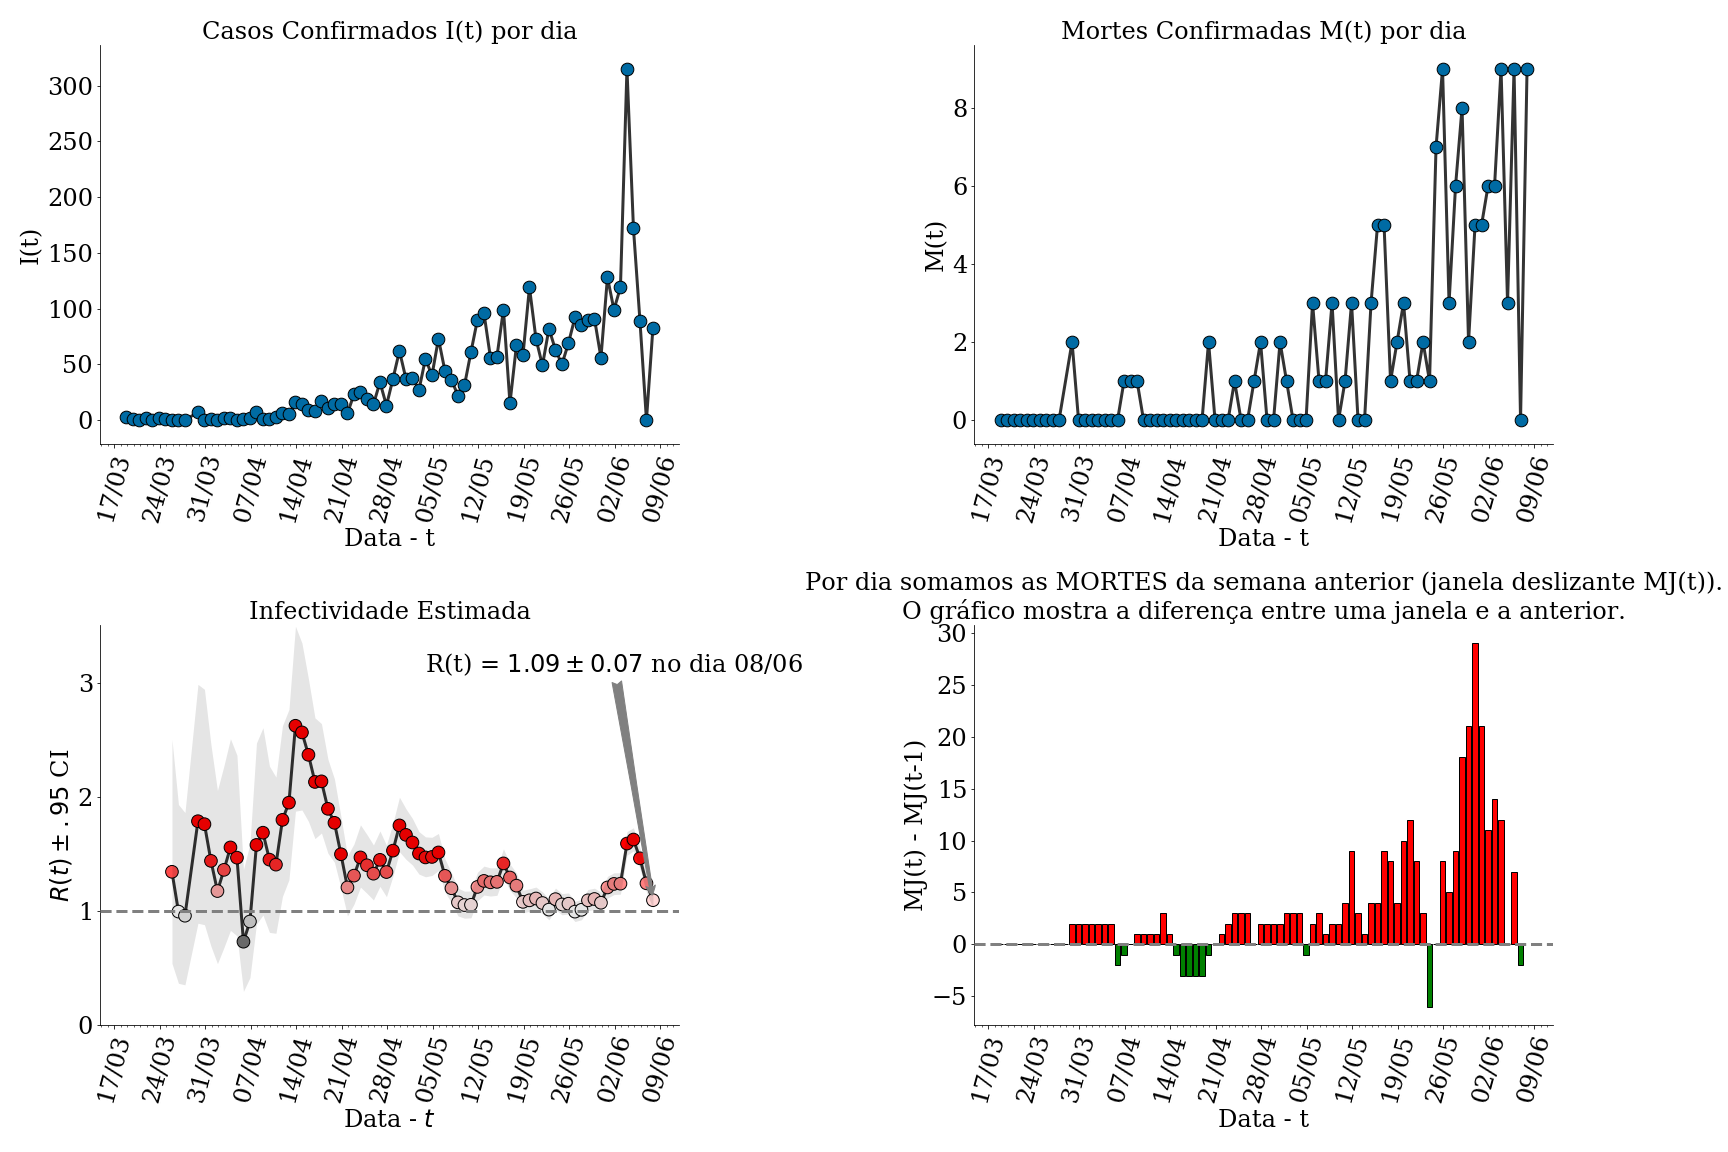 Casos Confirmados I(t) por dia
300
250
200
150
100
50
0
I(t)
17/03 24/03 31/03 07/04 14/04 21/04 28/04 05/05 12/05 19/05 26/05 02/06 09/06
Data - t
Mortes Confirmadas M(t) por dia
8
6
4
2
0
M(t)
17/03 24/03 31/03 07/04 14/04 21/04 28/04 05/05 12/05 19/05 26/05 02/06 09/06
Data - t
Infectividade Estimada
R(t) = 1.09 ± 0.07 no dia 08/06
3
2
1
0
R(t) ± .95 CI
17/03 24/03 31/03 07/04 14/04 21/04 28/04 05/05 12/05 19/05 26/05 02/06 09/06
Data - t
Por dia somamos as MORTES da semana anterior (janela deslizante MJ(t)).
O gráfico mostra a diferença entre uma janela e a anterior.
30
25
20
15
10
5
0
−5
MJ(t) - MJ(t-1)
17/03 24/03 31/03 07/04 14/04 21/04 28/04 05/05 12/05 19/05 26/05 02/06 09/06
Data - t